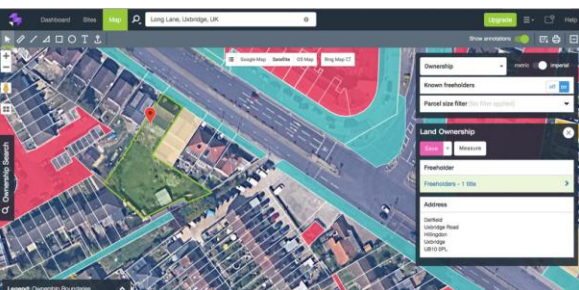 Dashboard Sites Map Long Lane, Uxbridge, UK Upgrade Help
Show annotations
Google Map Satellite OS Map Bing Map
Ownership metric imperial
Known freeholders off on
Parcel size filter (No filter applied)
Land Ownership
Save Measure
Freeholder
Freeholders - 1 title
Address
Uxbridge Road
Hillingdon
Uxbridge
UB10 0PL
Ownership Search
Legend: Ownership Boundaries